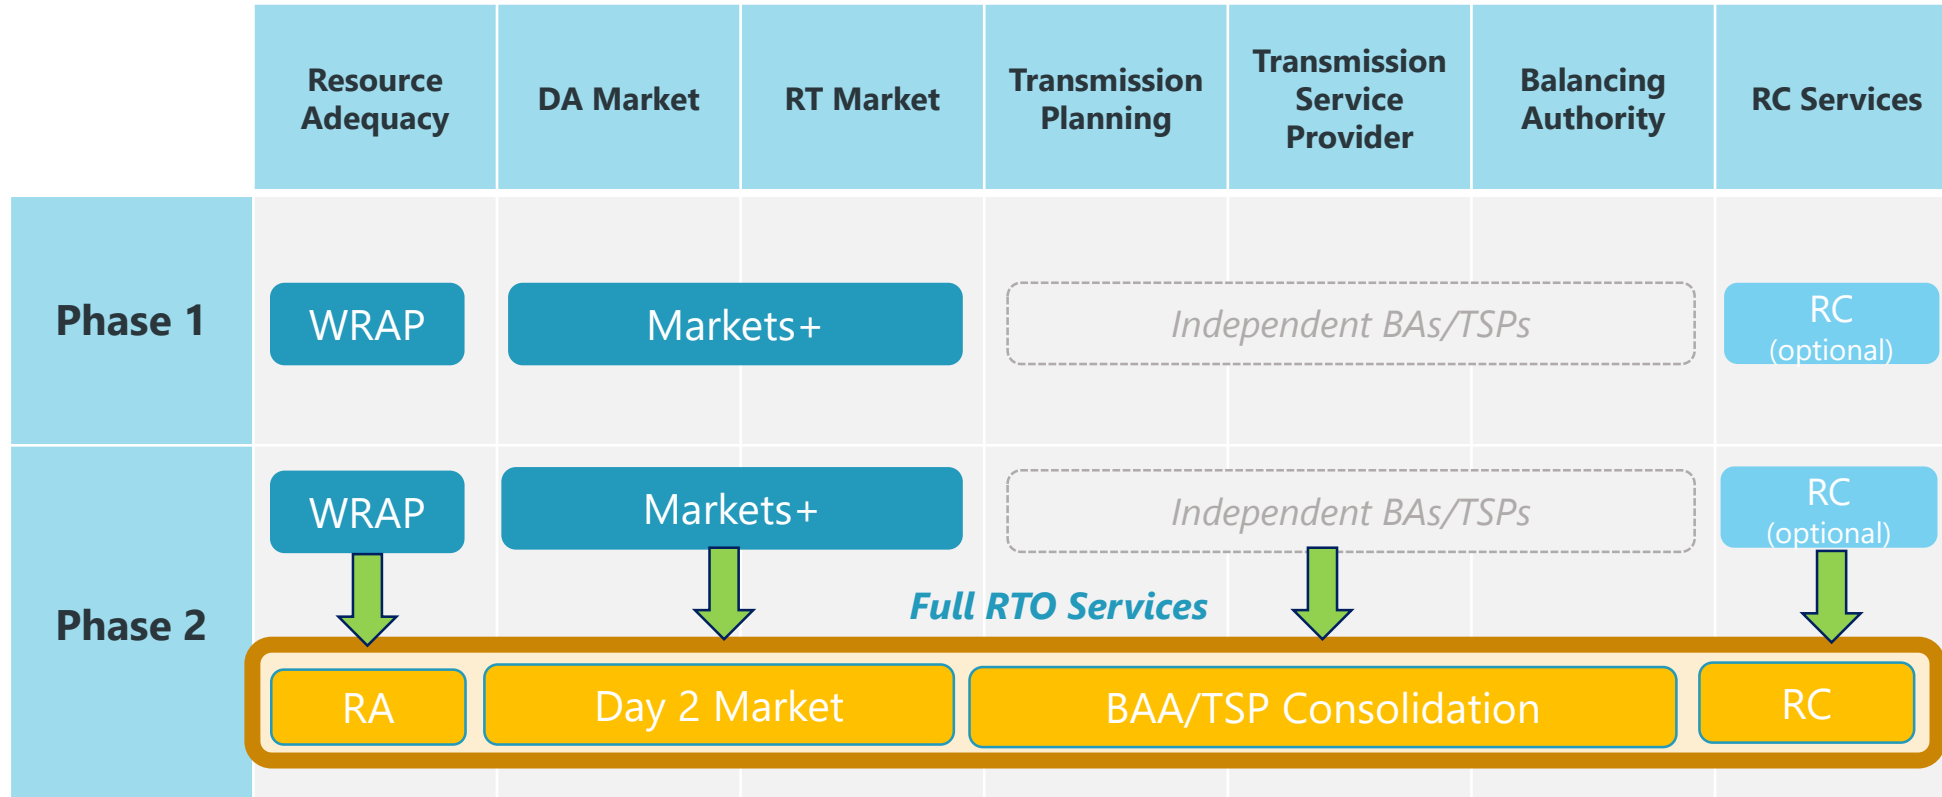 Resource
Adequacy
DA Market
RT Market
Transmission
Planning
Transmission
Service
Provider
Balancing
Authority
RC Services
Phase 1
WRAP
Markets+
Independent BAs/TSPs
RC
(optional)
Phase 2
WRAP
Markets+
Independent BAs/TSPs
RC
(optional)
Full RTO Services
RA
Day 2 Market
BAA/TSP Consolidation
RC